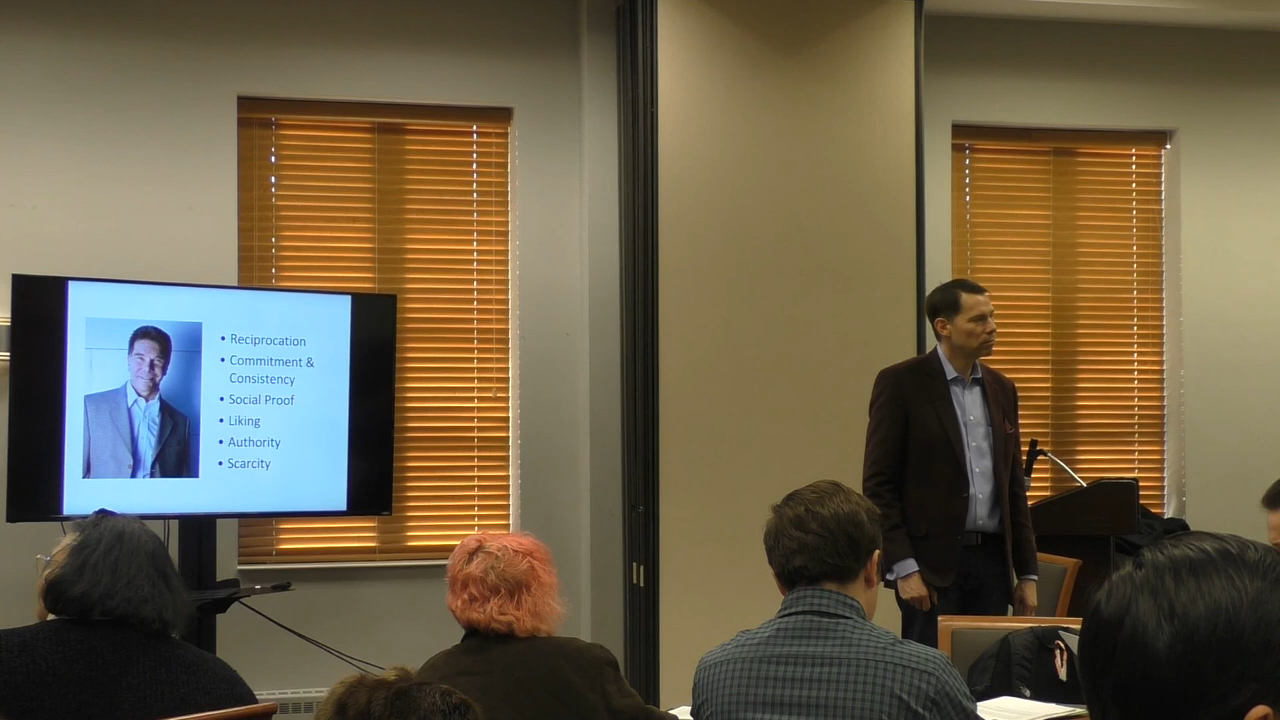 • Reciprocation
• Commitment &
Consistency
• Social Proof
• Liking
• Authority
• Scarcity